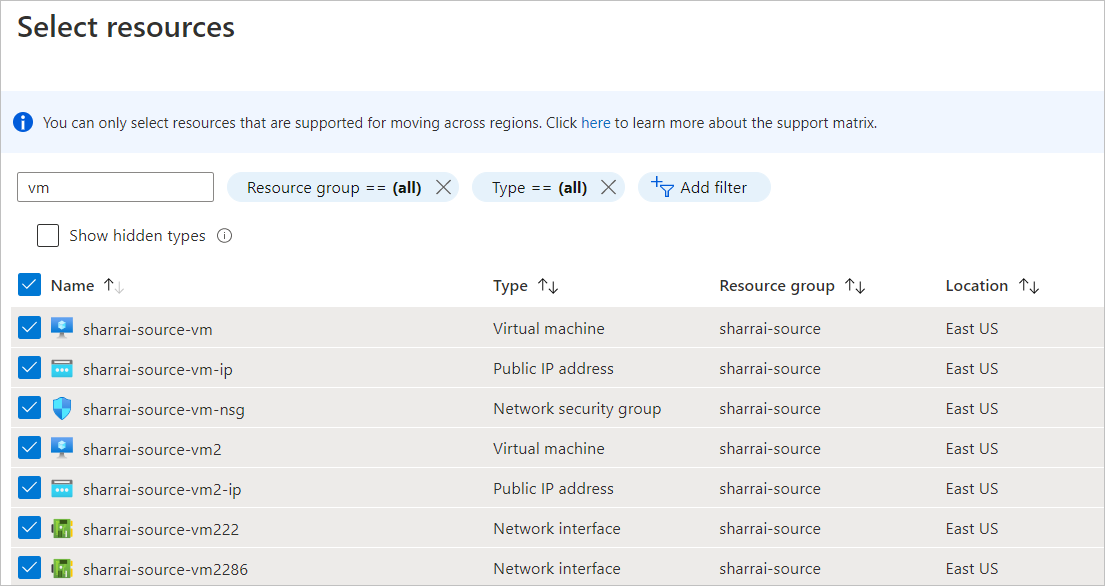 Select resources
You can only select resources that are supported for moving across regions. Click here to learn more about the support matrix.
vm Resource group == (all) Type == (all) Add filter
Show hidden types
Name Type Resource group Location
sharrai-source-vm Virtual machine sharrai-source East US
sharrai-source-vm-ip Public IP address sharrai-source East US
sharrai-source-vm-nsg Network security group sharrai-source East US
sharrai-source-vm2 Virtual machine sharrai-source East US
sharrai-source-vm2-ip Public IP address sharrai-source East US
sharrai-source-vm222 Network interface sharrai-source East US
sharrai-source-vm2286 Network interface sharrai-source East US